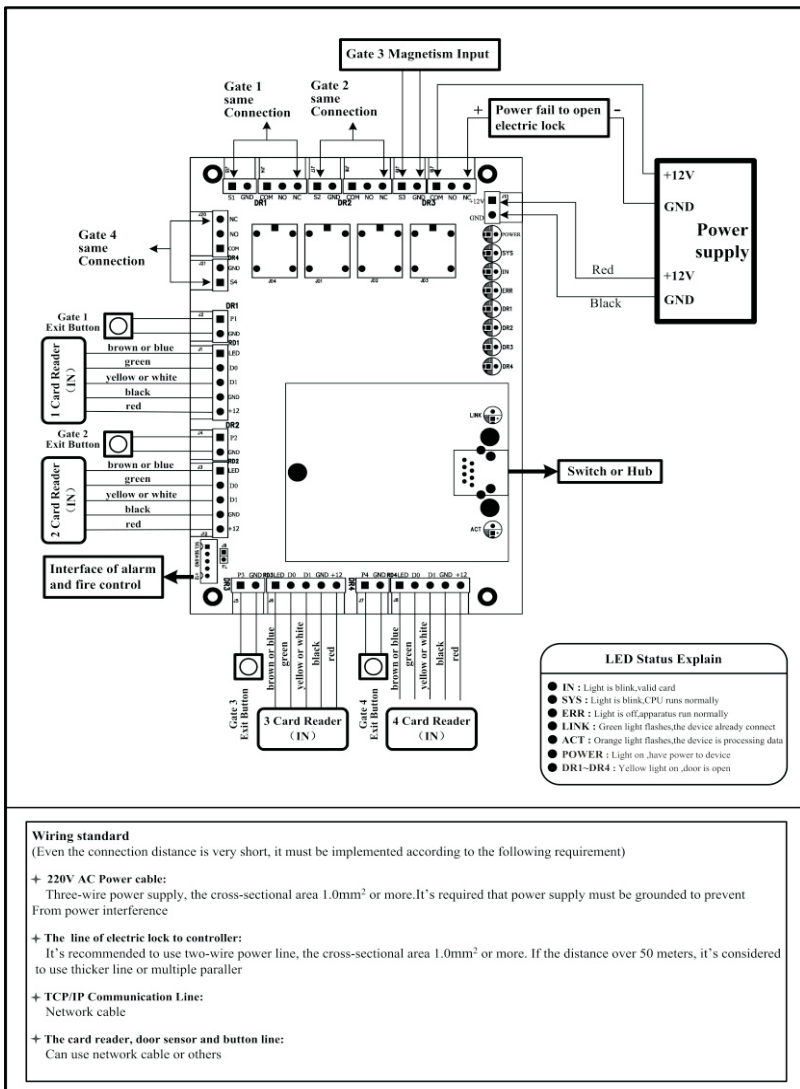 Gate 3 Magnetism Input
Gate 1
same
Connection
Gate 2
same
Connection
+
Power fail to open
electric lock
−
+12V
GND
Power
supply
+12V
GND
Red
Black
S1 GND COM NO NC S2 GND COM NO NC S3 GND COM NO NC
DR1 DR2 DR3
+12V
GND
NC
NO
COM
DR4
GND
S4
Gate 4
same
Connection
J04 J01 J02 J03
POWER
SYS
IN
ERR
DR1
DR2
DR3
DR4
Gate 1
Exit Button
DR1
P1
GND
RD1
1 Card Reader
(IN)
brown or blue
green
yellow or white
black
red
LED
D0
D1
GND
+12
Gate 2
Exit Button
DR2
P2
GND
RD2
2 Card Reader
(IN)
brown or blue
green
yellow or white
black
red
LED
D0
D1
GND
+12
LINK
ACT
Switch or Hub
Interface of alarm
and fire control
DR3
P3 GND RD3 LED D0 D1 GND +12
DR4
P4 GND RD4 LED D0 D1 GND +12
Gate 3
Exit Button
brown or blue
green
yellow or white
black
red
3 Card Reader
(IN)
Gate 4
Exit Button
brown or blue
green
yellow or white
black
red
4 Card Reader
(IN)
LED Status Explain
● IN : Light is blink,valid card
● SYS : Light is blink,CPU runs normally
● ERR : Light is off,apparatus run normally
● LINK : Green light flashes,the device already connect
● ACT : Orange light flashes,the device is processing data
● POWER : Light on ,have power to device
● DR1~DR4 : Yellow light on ,door is open
Wiring standard
(Even the connection distance is very short, it must be implemented according to the following requirement)
220V AC Power cable:
Three-wire power supply, the cross-sectional area 1.0mm² or more.It's required that power supply must be grounded to prevent
From power interference
The line of electric lock to controller:
It's recommended to use two-wire power line, the cross-sectional area 1.0mm² or more. If the distance over 50 meters, it's considered
to use thicker line or multiple paraller
TCP/IP Communication Line:
Network cable
The card reader, door sensor and button line:
Can use network cable or others